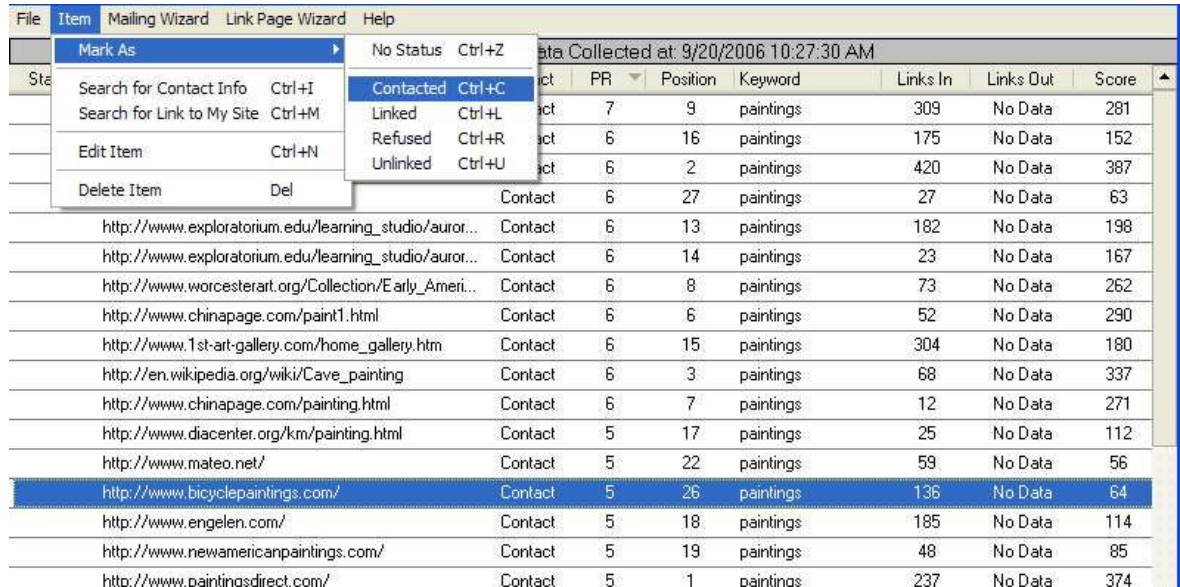 File Item Mailing Wizard Link Page Wizard Help
Mark As
Search for Contact Info Ctrl+I
Search for Link to My Site Ctrl+M
Edit Item Ctrl+N
Delete Item Del
No Status Ctrl+Z
Contacted Ctrl+C
Linked Ctrl+L
Refused Ctrl+R
Unlinked Ctrl+U
Collected at: 9/20/2006 10:27:30 AM
PR Position Keyword Links In Links Out Score
7 9 paintings 309 No Data 281
6 16 paintings 175 No Data 152
6 2 paintings 420 No Data 387
Contact 6 27 paintings 27 No Data 63
http://www.exploratorium.edu/learning_studio/auror... Contact 6 13 paintings 182 No Data 198
http://www.exploratorium.edu/learning_studio/auror... Contact 6 14 paintings 23 No Data 167
http://www.worcesterart.org/Collection/Early_Ameri... Contact 6 8 paintings 73 No Data 262
http://www.chinapage.com/paint1.html Contact 6 6 paintings 52 No Data 290
http://www.1st-art-gallery.com/home_gallery.htm Contact 6 15 paintings 304 No Data 180
http://en.wikipedia.org/wiki/Cave_painting Contact 6 3 paintings 68 No Data 337
http://www.chinapage.com/painting.html Contact 6 7 paintings 12 No Data 271
http://www.diacenter.org/km/painting.html Contact 5 17 paintings 25 No Data 112
http://www.mateo.net/ Contact 5 22 paintings 59 No Data 56
http://www.bicyclepaintings.com/ Contact 5 26 paintings 136 No Data 64
http://www.engelen.com/ Contact 5 18 paintings 185 No Data 114
http://www.newamericanpaintings.com/ Contact 5 19 paintings 48 No Data 85
http://www.paintingsdirect.com/ Contact 5 1 paintings 237 No Data 374